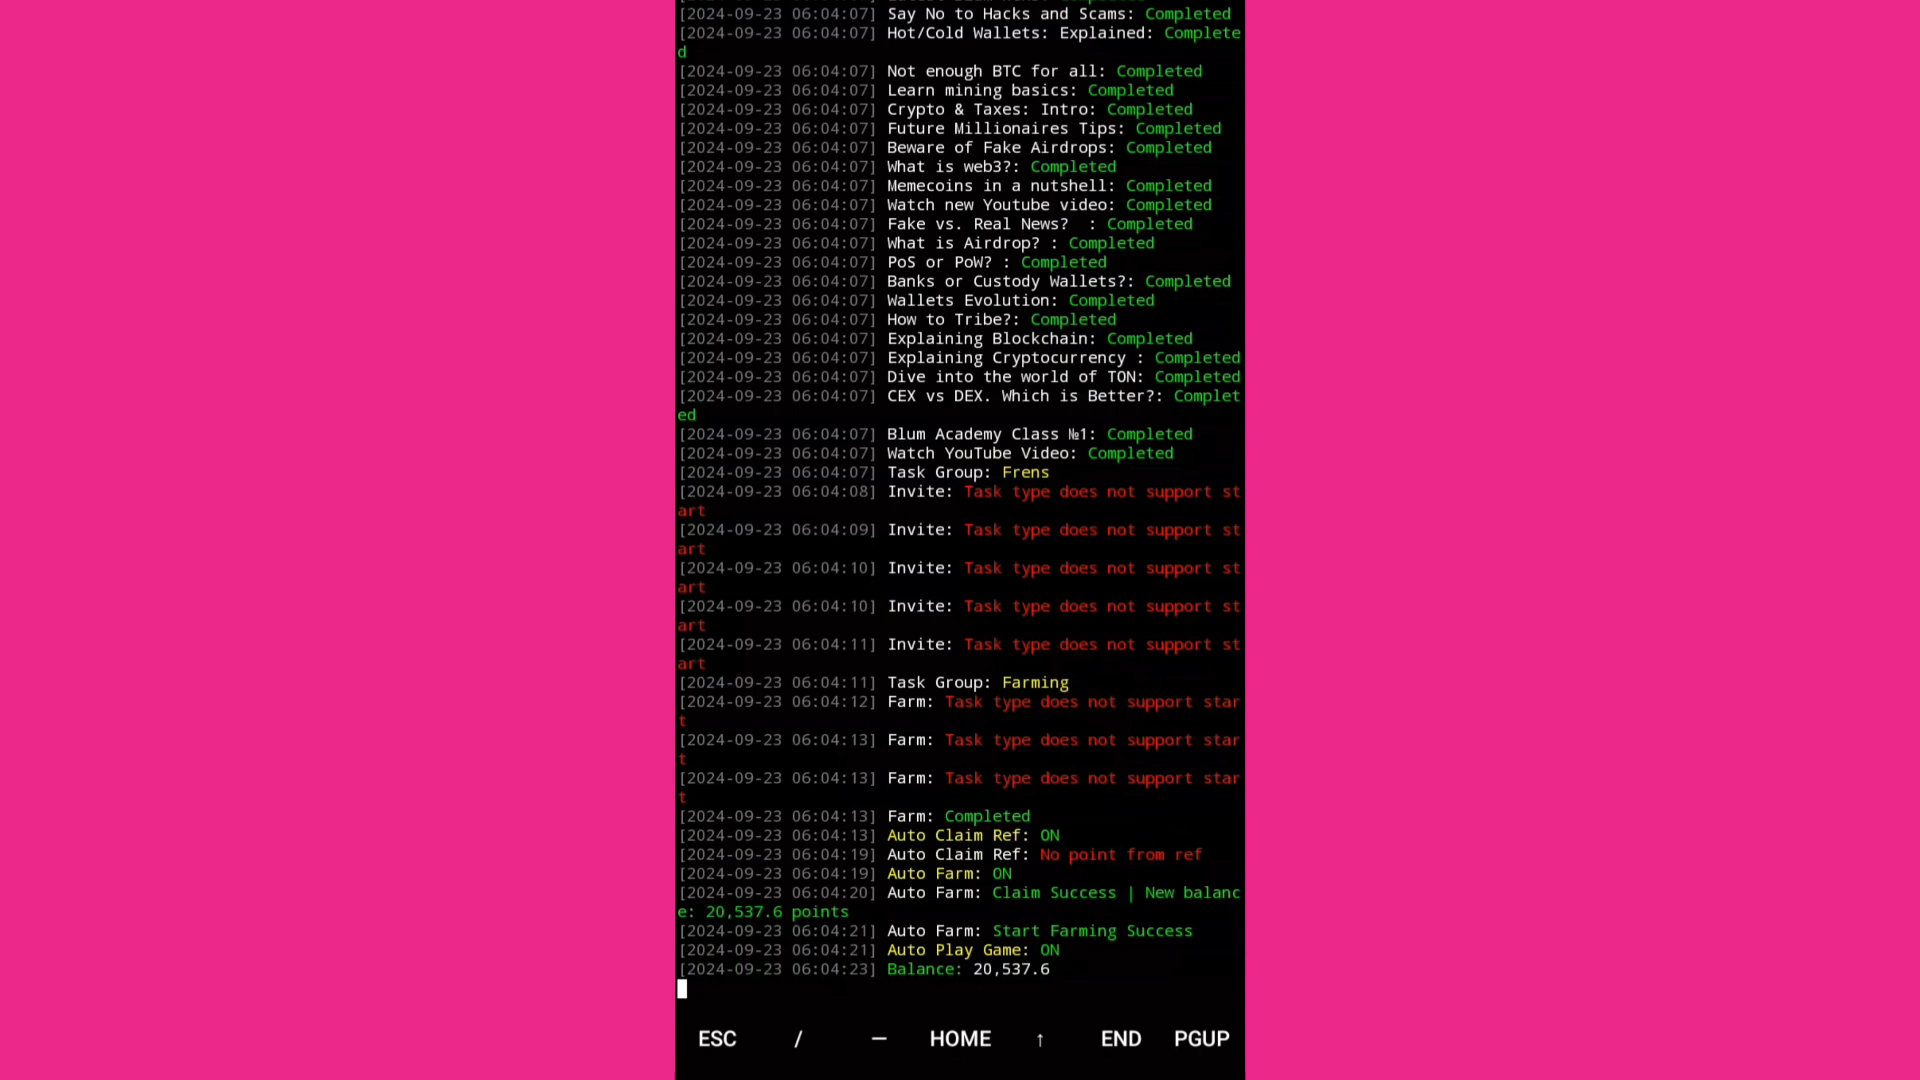 [2024-09-23 06:04:07] Say No to Hacks and Scams: Completed
[2024-09-23 06:04:07] Hot/Cold Wallets: Explained: Complete
d
[2024-09-23 06:04:07] Not enough BTC for all: Completed
[2024-09-23 06:04:07] Learn mining basics: Completed
[2024-09-23 06:04:07] Crypto & Taxes: Intro: Completed
[2024-09-23 06:04:07] Future Millionaires Tips: Completed
[2024-09-23 06:04:07] Beware of Fake Airdrops: Completed
[2024-09-23 06:04:07] What is web3?: Completed
[2024-09-23 06:04:07] Memecoins in a nutshell: Completed
[2024-09-23 06:04:07] Watch new Youtube video: Completed
[2024-09-23 06:04:07] Fake vs. Real News?  : Completed
[2024-09-23 06:04:07] What is Airdrop? : Completed
[2024-09-23 06:04:07] PoS or PoW? : Completed
[2024-09-23 06:04:07] Banks or Custody Wallets?: Completed
[2024-09-23 06:04:07] Wallets Evolution: Completed
[2024-09-23 06:04:07] How to Tribe?: Completed
[2024-09-23 06:04:07] Explaining Blockchain: Completed
[2024-09-23 06:04:07] Explaining Cryptocurrency : Completed
[2024-09-23 06:04:07] Dive into the world of TON: Completed
[2024-09-23 06:04:07] CEX vs DEX. Which is Better?: Complet
ed
[2024-09-23 06:04:07] Blum Academy Class №1: Completed
[2024-09-23 06:04:07] Watch YouTube Video: Completed
[2024-09-23 06:04:07] Task Group: Frens
[2024-09-23 06:04:08] Invite: Task type does not support st
art
[2024-09-23 06:04:09] Invite: Task type does not support st
art
[2024-09-23 06:04:10] Invite: Task type does not support st
art
[2024-09-23 06:04:10] Invite: Task type does not support st
art
[2024-09-23 06:04:11] Invite: Task type does not support st
art
[2024-09-23 06:04:11] Task Group: Farming
[2024-09-23 06:04:12] Farm: Task type does not support star
t
[2024-09-23 06:04:13] Farm: Task type does not support star
t
[2024-09-23 06:04:13] Farm: Task type does not support star
t
[2024-09-23 06:04:13] Farm: Completed
[2024-09-23 06:04:13] Auto Claim Ref: ON
[2024-09-23 06:04:19] Auto Claim Ref: No point from ref
[2024-09-23 06:04:19] Auto Farm: ON
[2024-09-23 06:04:20] Auto Farm: Claim Success | New balanc
e: 20,537.6 points
[2024-09-23 06:04:21] Auto Farm: Start Farming Success
[2024-09-23 06:04:21] Auto Play Game: ON
[2024-09-23 06:04:23] Balance: 20,537.6
ESC / — HOME ↑ END PGUP